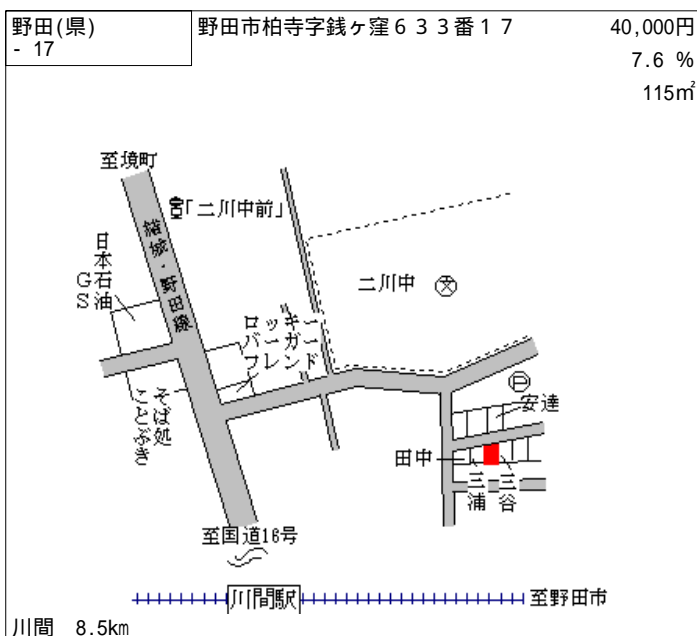 野田(県)
- 17
野田市柏寺字銭ヶ窪６３３番１７
40,000円
7.6 %
115㎡
至境町
「二川中前」
結城・野田線
日本石油
GS
ロッキー
バーガー
フレンド
二川中
文
P
安達
そば処
ことぶき
田中
三浦
三谷
至国道16号
川間駅
至野田市
川間 8.5km